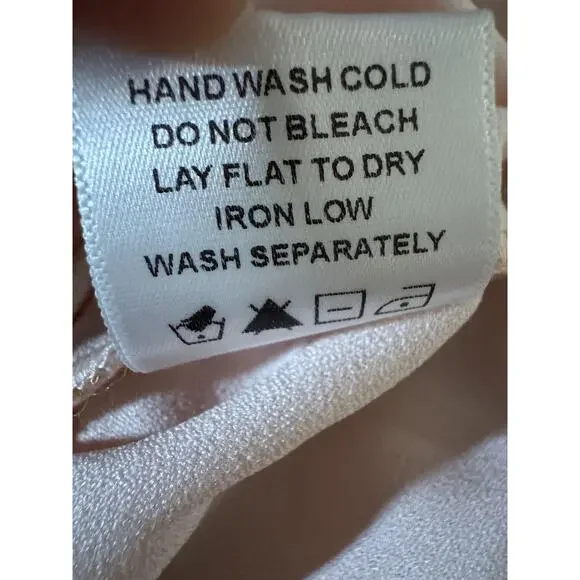 HAND WASH COLD
DO NOT BLEACH
LAY FLAT TO DRY
IRON LOW
WASH SEPARATELY